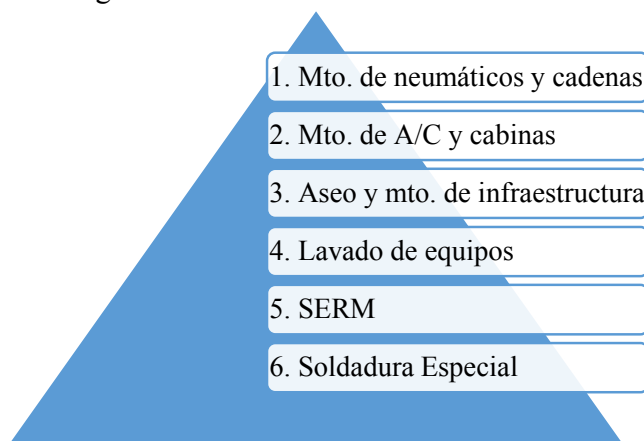 1. Mto. de neumáticos y cadenas
2. Mto. de A/C y cabinas
3. Aseo y mto. de infraestructura
4. Lavado de equipos
5. SERM
6. Soldadura Especial